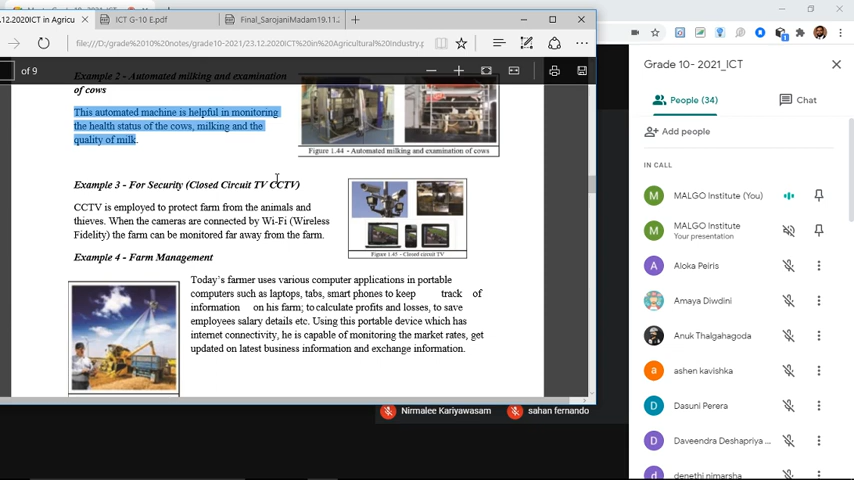 12.2020ICT in Agricu
ICT G-10 E.pdf
Final_SarojaniMadam19.11.2
file:///D:/grade%2010%20notes/grade10-2021/23.12.2020ICT%20in%20Agricultural%20Industry.p
of 9
Example 2 - Automated milking and examination
of cows
This automated machine is helpful in monitoring
the health status of the cows, milking and the
quality of milk.
Figure 1.44 - Automated milking and examination of cows
Example 3 - For Security (Closed Circuit TV CCTV)
CCTV is employed to protect farm from the animals and
thieves. When the cameras are connected by Wi-Fi (Wireless
Fidelity) the farm can be monitored far away from the farm.
Figure 1.45 - Closed circuit TV
Example 4 - Farm Management
Today's farmer uses various computer applications in portable
computers such as laptops, tabs, smart phones to keep track of
information on his farm; to calculate profits and losses, to save
employees salary details etc. Using this portable device which has
internet connectivity, he is capable of monitoring the market rates, get
updated on latest business information and exchange information.
Nirmalee Kariyawasam
sahan fernando
Grade 10- 2021_ICT
People (34)
Chat
Add people
IN CALL
M
MALGO Institute (You)
M
MALGO Institute
Your presentation
A
Aloka Peiris
Amaya Diwdini
Anuk Thalgahagoda
a
ashen kavishka
D
Dasuni Perera
D
Daveendra Deshapriya ...
d
denethi nimarsha